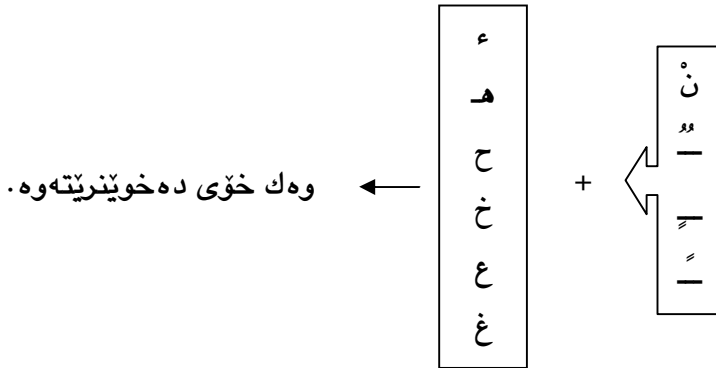 نْ
ـٌ
ـٍ
ـً
+
ء
هـ
ح
خ
ع
غ
وەك خۆی دەخوێنرێتەوە.